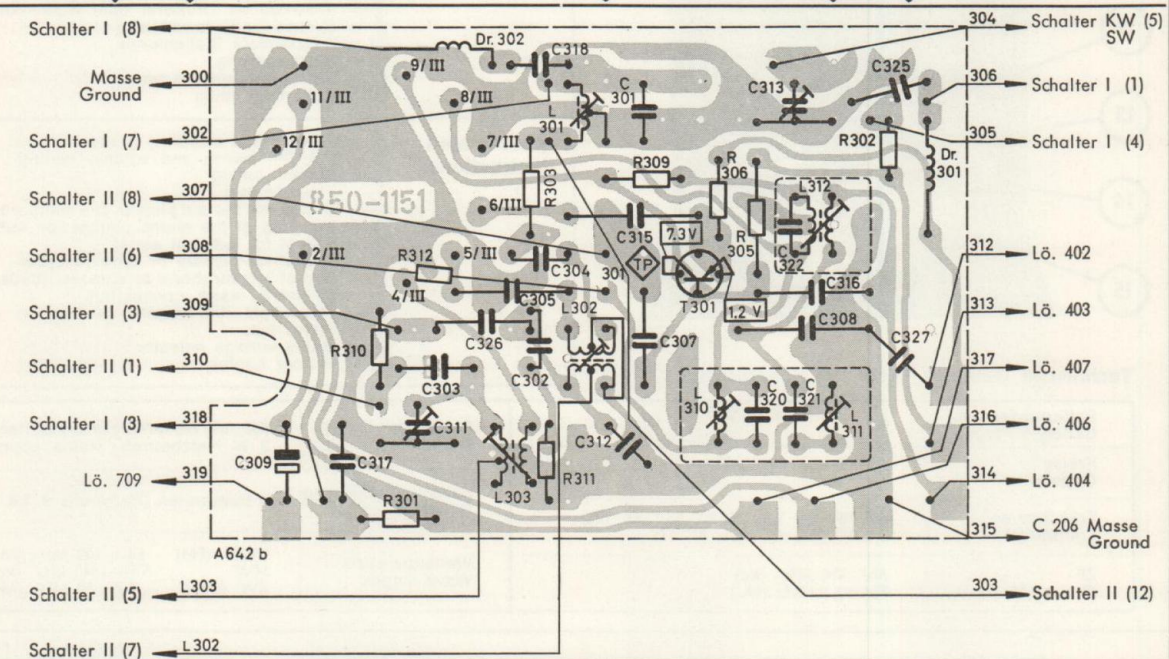 Schalter I (8)
Masse
Ground
300
Schalter I (7)
302
Schalter II (8)
307
Schalter II (6)
308
Schalter II (3)
309
Schalter II (1)
310
Schalter I (3)
318
Lö. 709
319
A642 b
Schalter II (5)
L303
Schalter II (7)
L302
Dr. 302
C318
9/III
11/III
8/III
12/III
7/III
L
301
C
301
C313
C325
R302
Dr.
301
R309
R
306
R303
850-1151
6/III
C315
7.3 V
R
305
L312
C
322
2/III
R312
5/III
C304
301
TP
4/III
C305
L302
T301
1.2 V
C316
C308
C327
R310
C326
C302
C307
C303
C311
L
310
C
320
C
321
L
311
C309
C317
L303
R311
C312
R301
304
Schalter KW (5)
SW
306
Schalter I (1)
305
Schalter I (4)
312
Lö. 402
313
Lö. 403
317
Lö. 407
316
Lö. 406
314
Lö. 404
315
C 206 Masse
Ground
303
Schalter II (12)